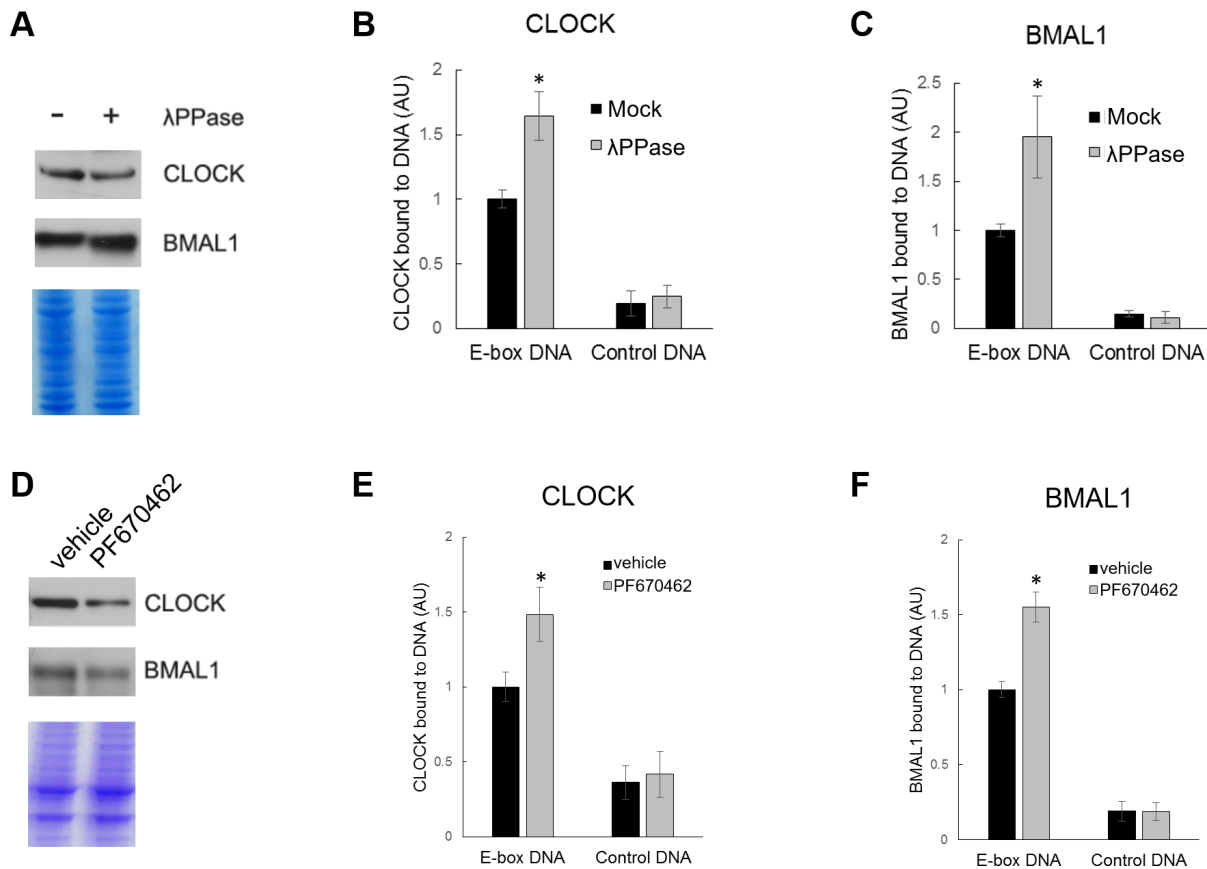 A
- + λPPase
CLOCK
BMAL1
B
CLOCK
CLOCK bound to DNA (AU)
2
1.5
1
0.5
0
*
Mock
λPPase
E-box DNA Control DNA
C
BMAL1
BMAL1 bound to DNA (AU)
2.5
2
1.5
1
0.5
0
*
Mock
λPPase
E-box DNA Control DNA
D
vehicle
PF670462
CLOCK
BMAL1
E
CLOCK
CLOCK bound to DNA (AU)
2
1.5
1
0.5
0
*
vehicle
PF670462
E-box DNA Control DNA
F
BMAL1
BMAL1 bound to DNA (AU)
2
1.5
1
0.5
0
*
vehicle
PF670462
E-box DNA Control DNA